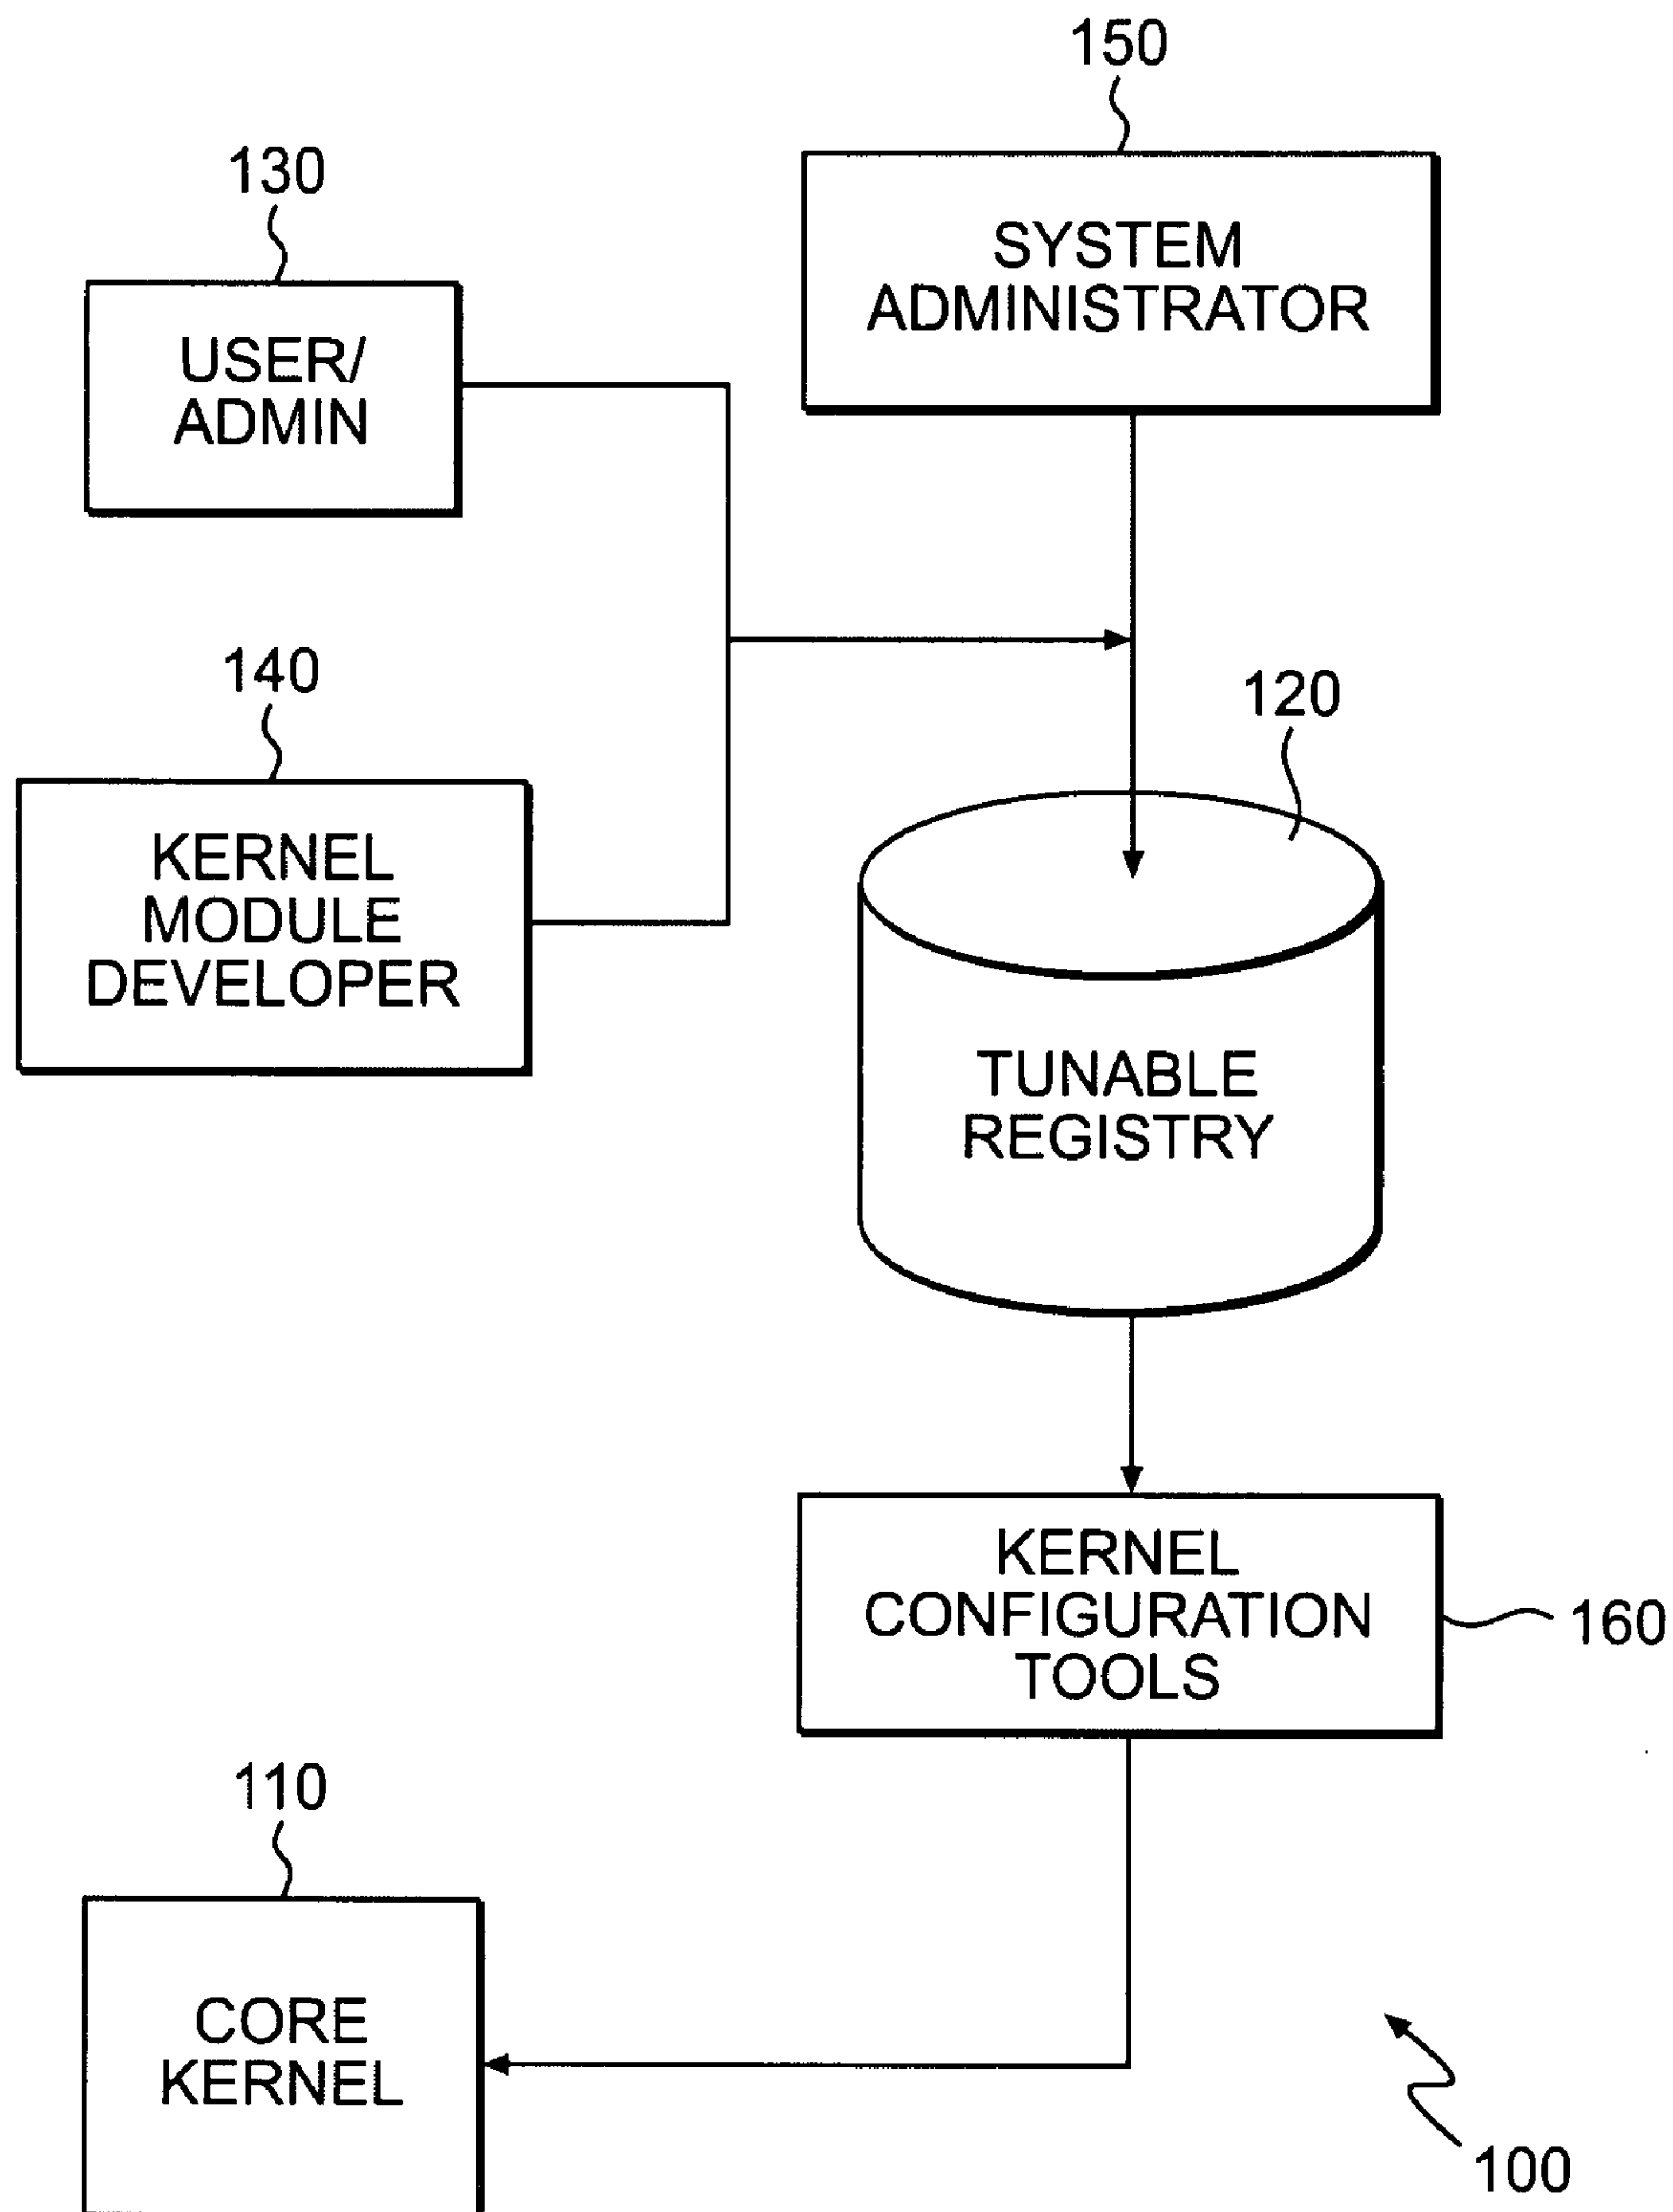 150
130
SYSTEM
ADMINISTRATOR
USER/
ADMIN
140
120
KERNEL
MODULE
DEVELOPER
TUNABLE
REGISTRY
KERNEL
CONFIGURATION
TOOLS
160
110
CORE
KERNEL
100